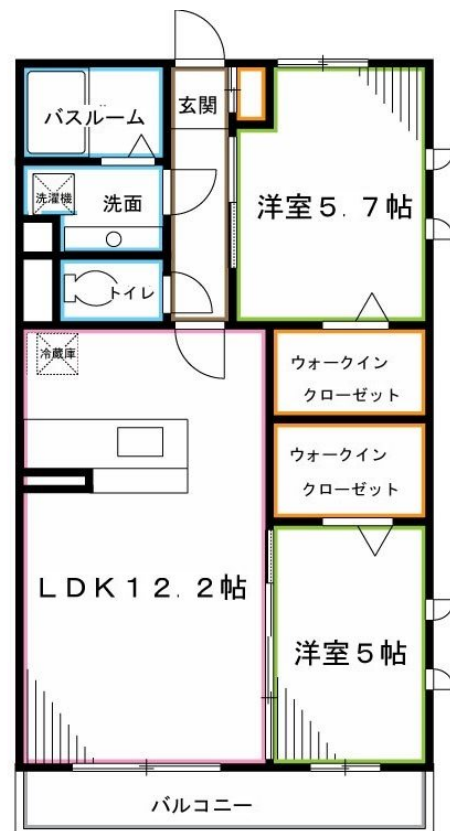 玄関
バスルーム
洗濯機
洗面
洋室5.7帖
トイレ
冷蔵庫
ウォークイン
クローゼット
ウォークイン
クローゼット
LDK12.2帖
洋室5帖
バルコニー